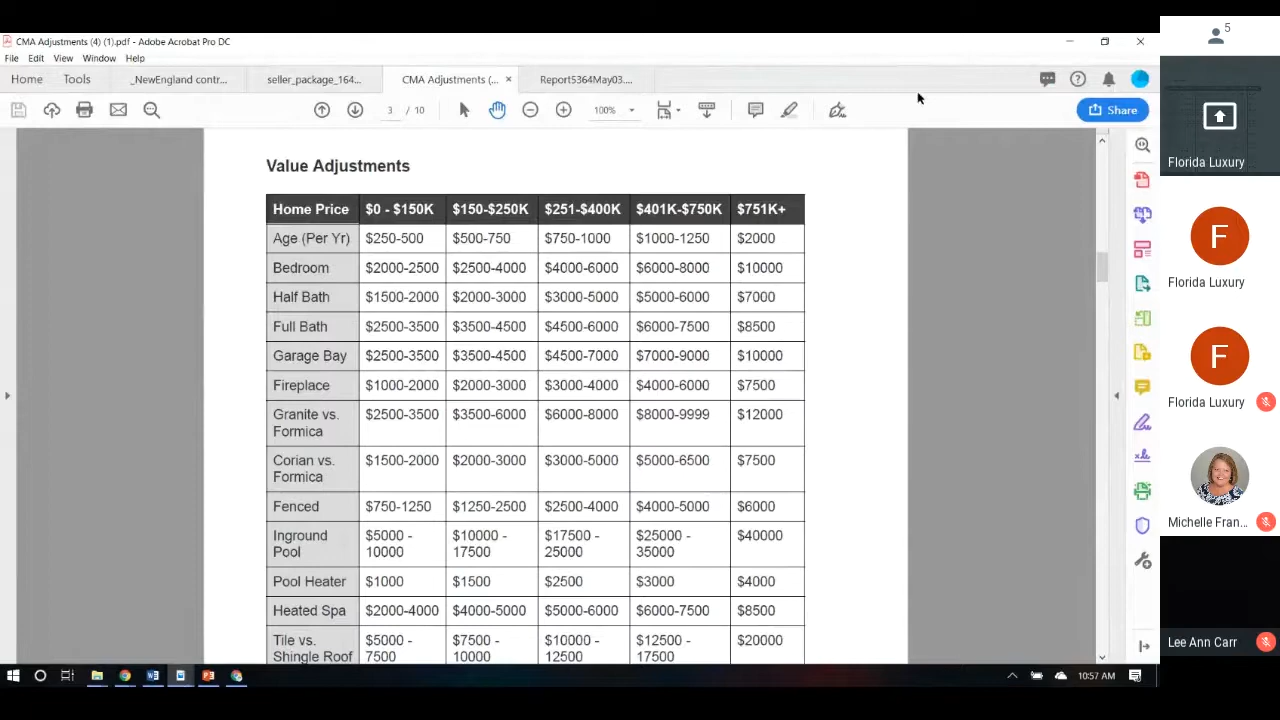 CMA Adjustments (4) (1).pdf - Adobe Acrobat Pro DC
File Edit View Window Help
Home Tools _NewEngland contr... seller_package_164... CMA Adjustments (... × Report5364May03....
3 / 10 100% Share
Value Adjustments
Home Price $0 - $150K $150-$250K $251-$400K $401K-$750K $751K+
Age (Per Yr) $250-500 $500-750 $750-1000 $1000-1250 $2000
Bedroom $2000-2500 $2500-4000 $4000-6000 $6000-8000 $10000
Half Bath $1500-2000 $2000-3000 $3000-5000 $5000-6000 $7000
Full Bath $2500-3500 $3500-4500 $4500-6000 $6000-7500 $8500
Garage Bay $2500-3500 $3500-4500 $4500-7000 $7000-9000 $10000
Fireplace $1000-2000 $2000-3000 $3000-4000 $4000-6000 $7500
Granite vs. $2500-3500 $3500-6000 $6000-8000 $8000-9999 $12000
Formica
Corian vs. $1500-2000 $2000-3000 $3000-5000 $5000-6500 $7500
Formica
Fenced $750-1250 $1250-2500 $2500-4000 $4000-5000 $6000
Inground $5000 - $10000 - $17500 - $25000 - $40000
Pool 10000 17500 25000 35000
Pool Heater $1000 $1500 $2500 $3000 $4000
Heated Spa $2000-4000 $4000-5000 $5000-6000 $6000-7500 $8500
Tile vs. $5000 - $7500 - $10000 - $12500 - $20000
Shingle Roof 7500 10000 12500 17500
10:57 AM
5
Florida Luxury
F
Florida Luxury
F
Florida Luxury
Michelle Fran...
Lee Ann Carr